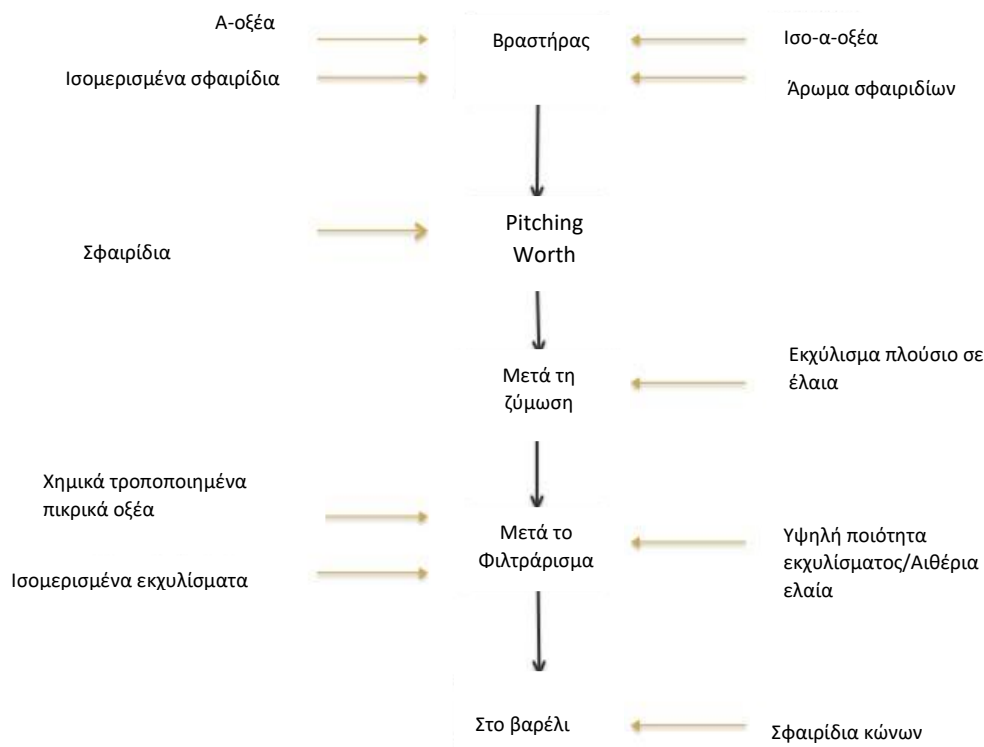 Α-οξέα
Βραστήρας
Ισο-α-οξέα
Ισομερισμένα σφαιρίδια
Άρωμα σφαιριδίων
Pitching
Worth
Σφαιρίδια
Μετά τη
ζύμωση
Εκχύλισμα πλούσιο σε
έλαια
Χημικά τροποποιημένα
πικρικά οξέα
Μετά το
Φιλτράρισμα
Υψηλή ποιότητα
εκχυλίσματος/Αιθέρια
ελαία
Ισομερισμένα εκχυλίσματα
Στο βαρέλι
Σφαιρίδια κώνων